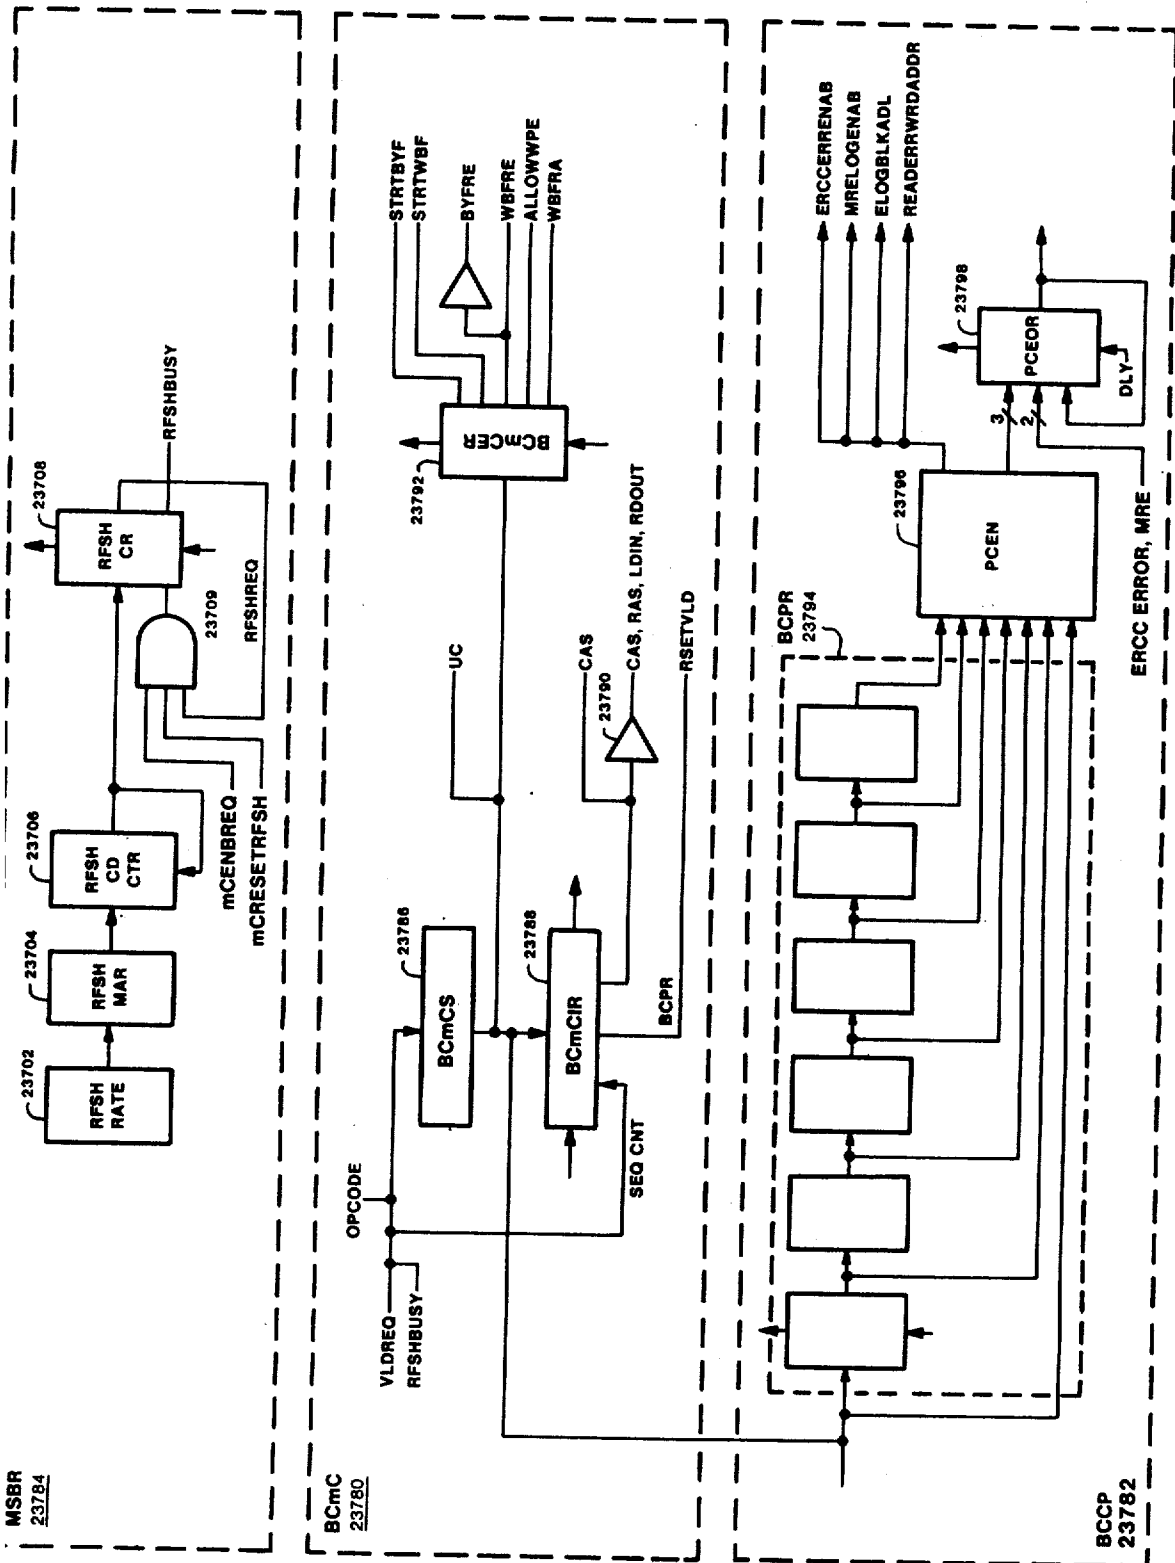 MSBR
23784
23702
RFSH
RATE
23704
RFSH
MAR
23706
RFSH
CD
CTR
mCENBREQ
mCRESETRFSH
23708
RFSH
CR
23709
RFSHREQ
RFSHBUSY
BCmC
23780
VLDREQ
RFSHBUSY
OPCODE
23786
BCmCS
23788
BCmCIR
SEQ CNT
BCPR
UC
CAS
23790
CAS, RAS, LDIN, RDOUT
RSETVLD
23792
BCmCER
STRTBYF
STRTWBF
BYFRE
WBFRE
ALLOWWPE
WBFRA
BCCP
23782
BCPR
23794
23796
PCEN
3
2
23798
PCEOR
DLY
ERCC ERROR, MRE
ERCCERRENAB
MRELOGENAB
ELOGBLKADL
READERRWRDADDR